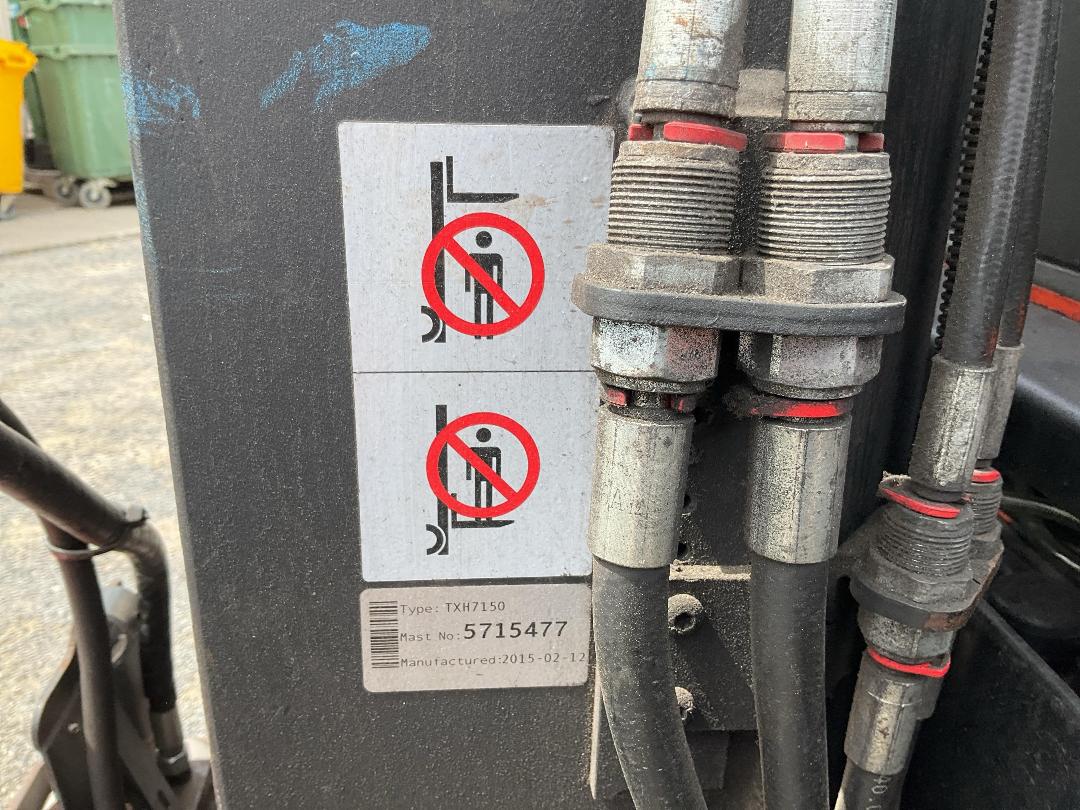 Type: TXH7150
Mast No: 5715477
Manufactured: 2015-02-12